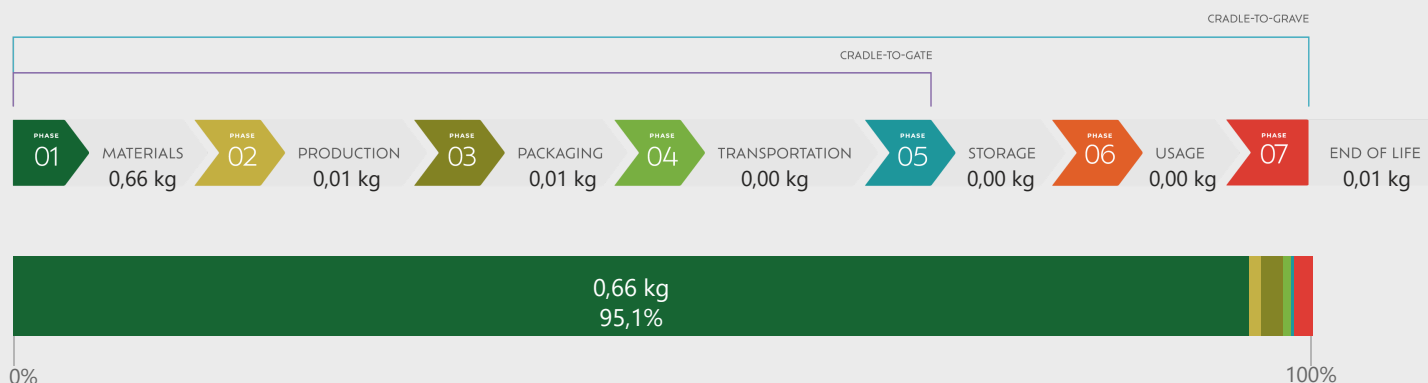 CRADLE-TO-GRAVE
CRADLE-TO-GATE
PHASE
01
MATERIALS
0,66 kg
PHASE
02
PRODUCTION
0,01 kg
PHASE
03
PACKAGING
0,01 kg
PHASE
04
TRANSPORTATION
0,00 kg
PHASE
05
STORAGE
0,00 kg
PHASE
06
USAGE
0,00 kg
PHASE
07
END OF LIFE
0,01 kg
0,66 kg
95,1%
0%
100%